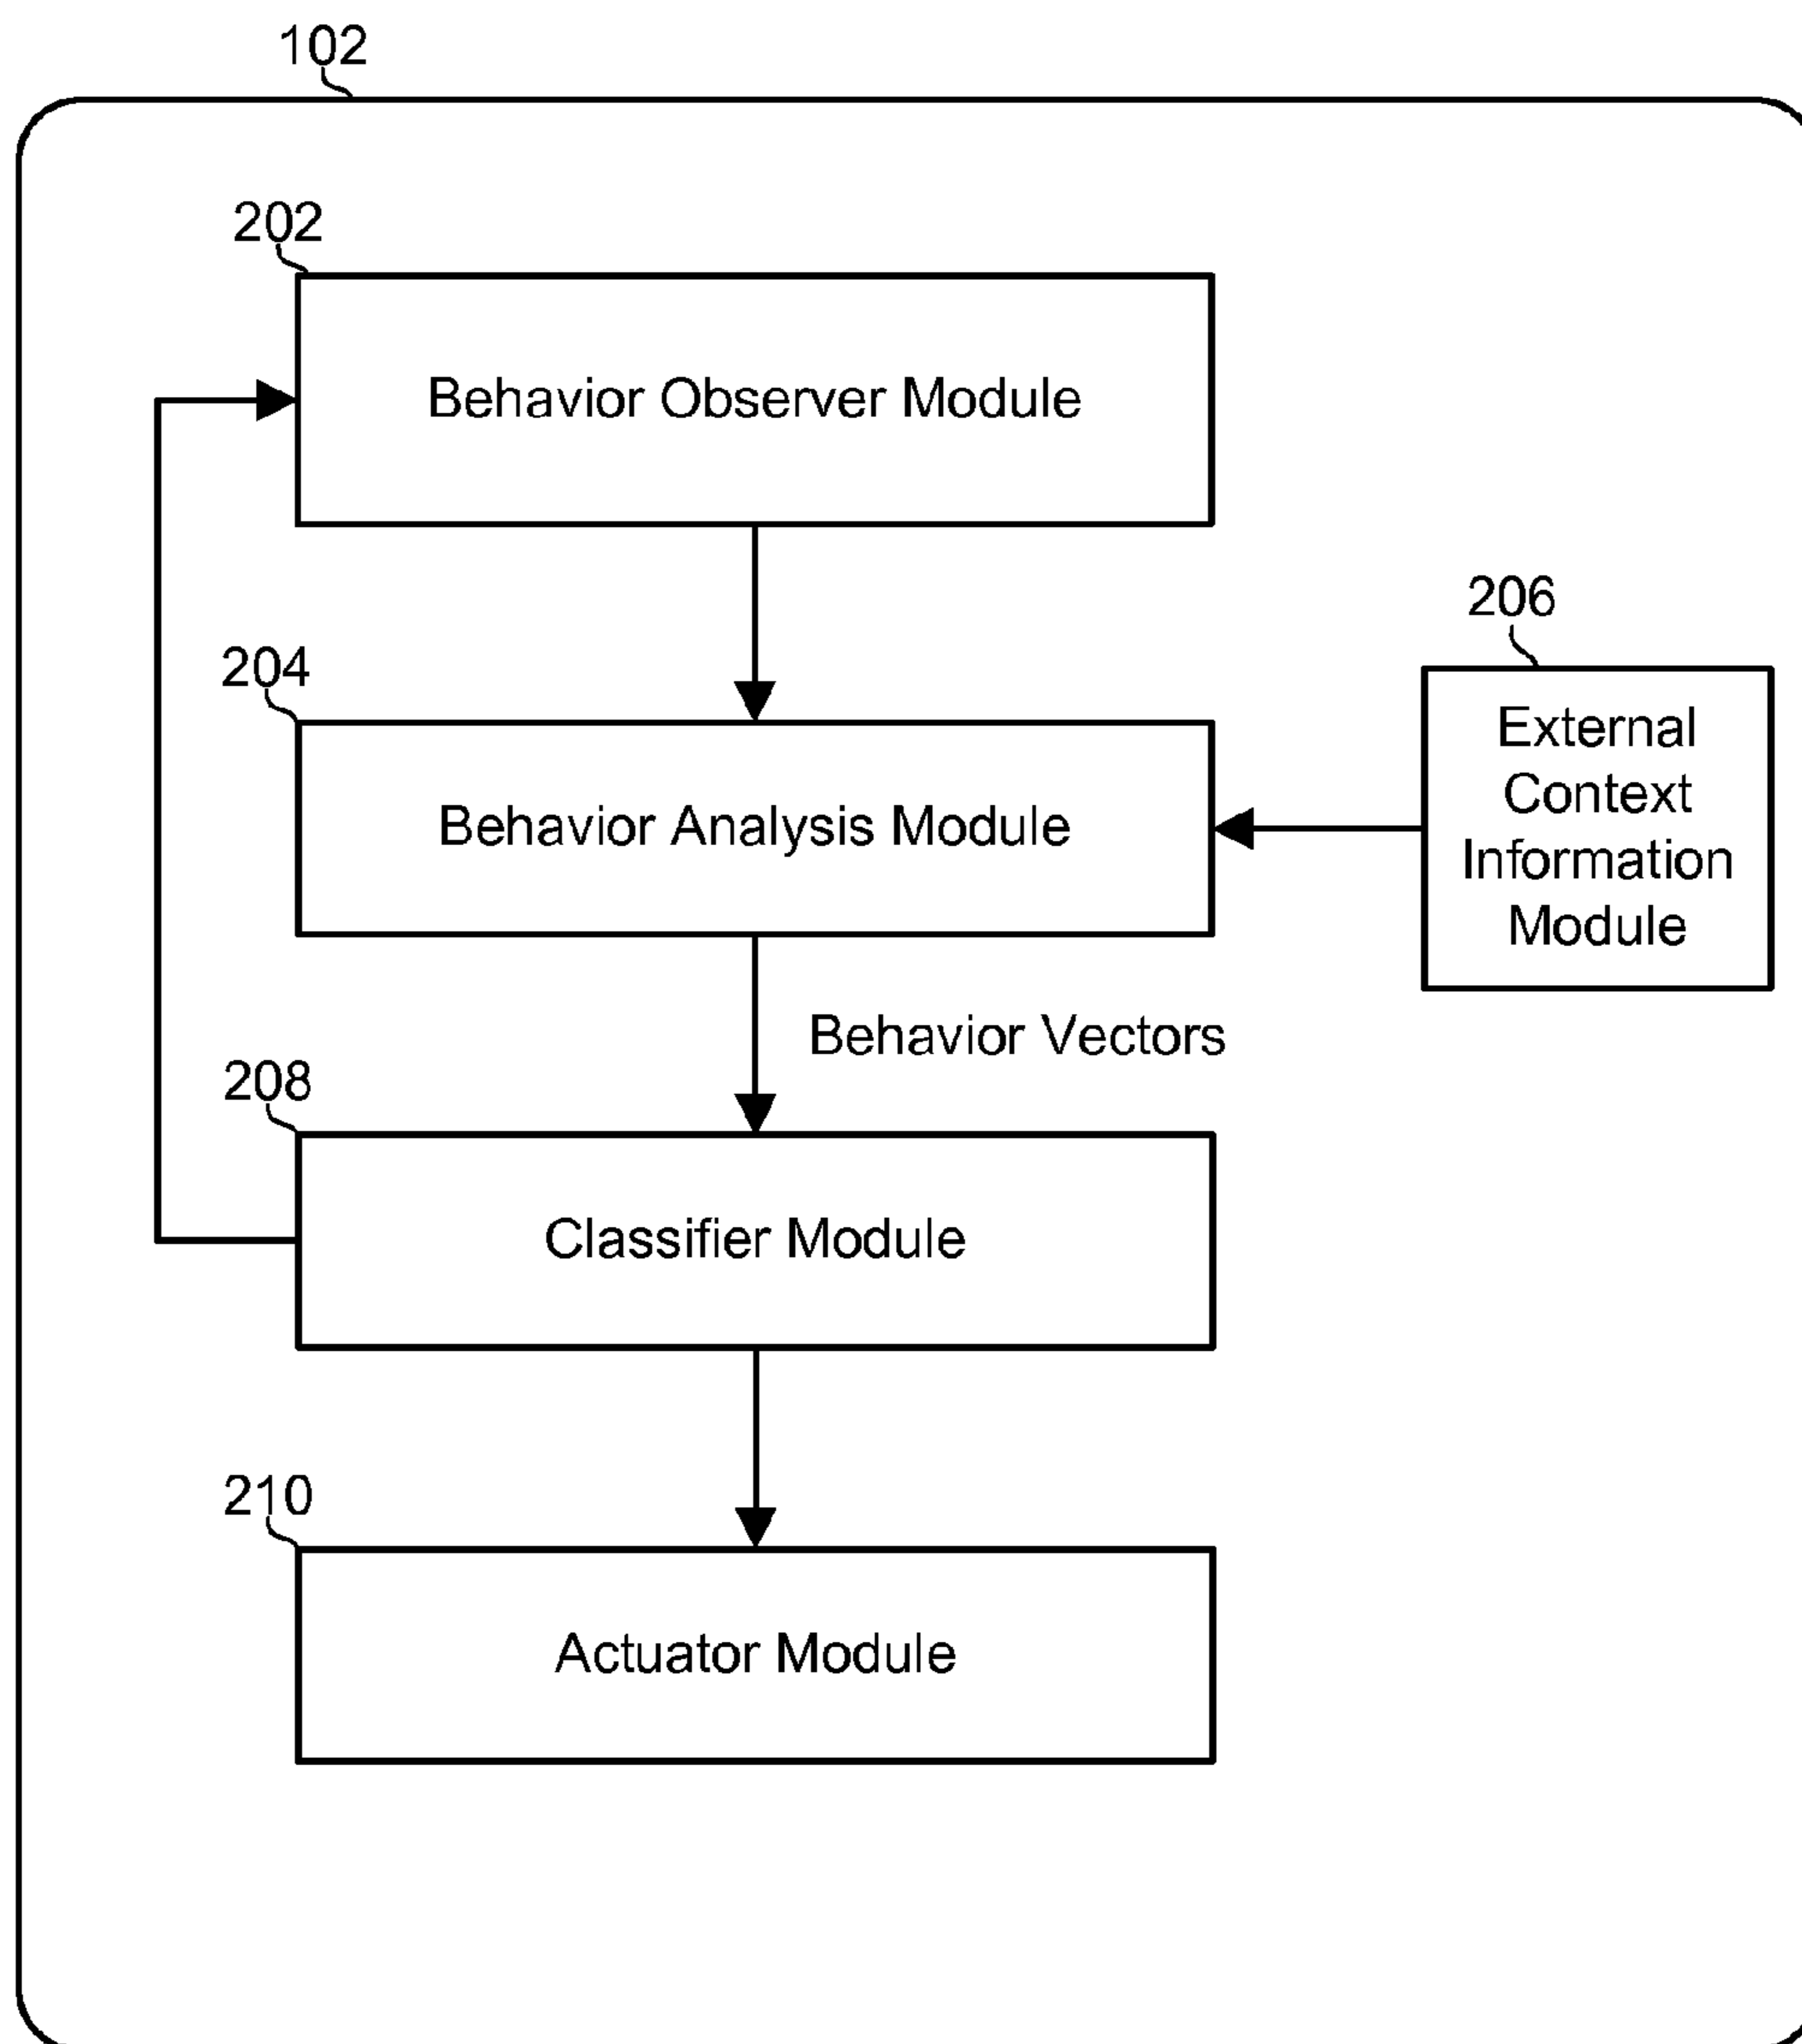 102
202
Behavior Observer Module
206
204
External
Context
Information
Module
Behavior Analysis Module
Behavior Vectors
208
Classifier Module
210
Actuator Module